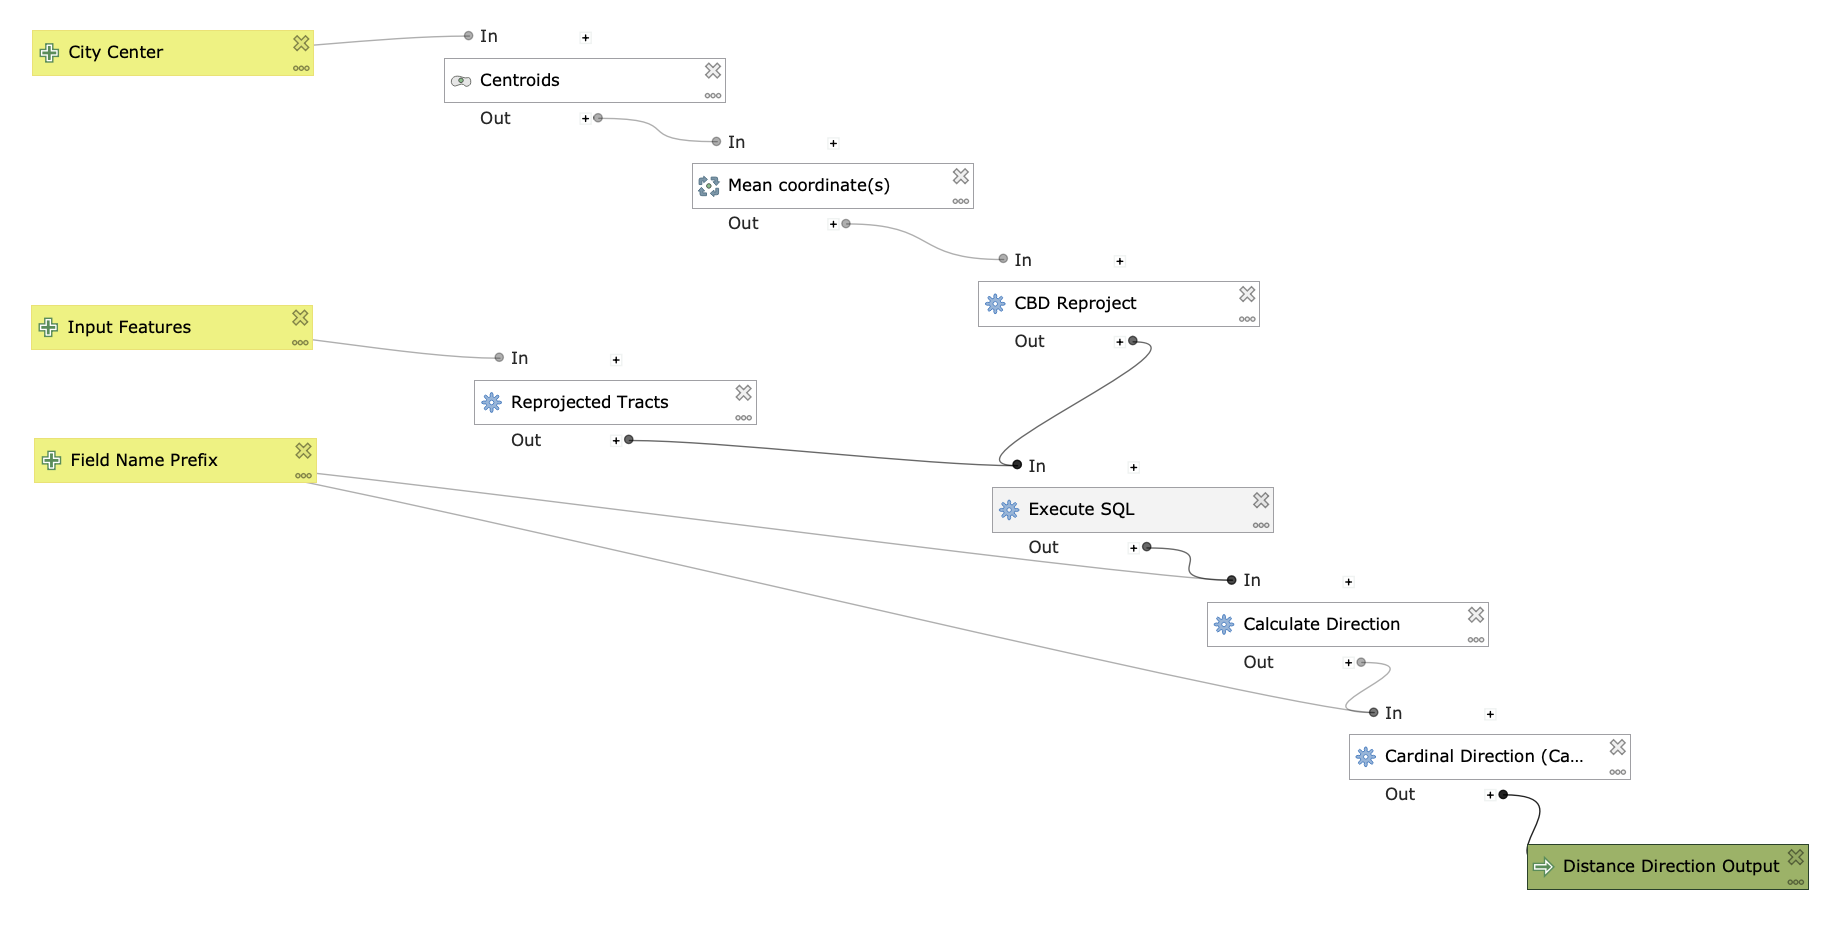 City Center
In
Centroids
Out
In
Mean coordinate(s)
Out
In
CBD Reproject
Out
Input Features
In
Reprojected Tracts
Out
Field Name Prefix
In
Execute SQL
Out
In
Calculate Direction
Out
In
Cardinal Direction (Ca...
Out
Distance Direction Output